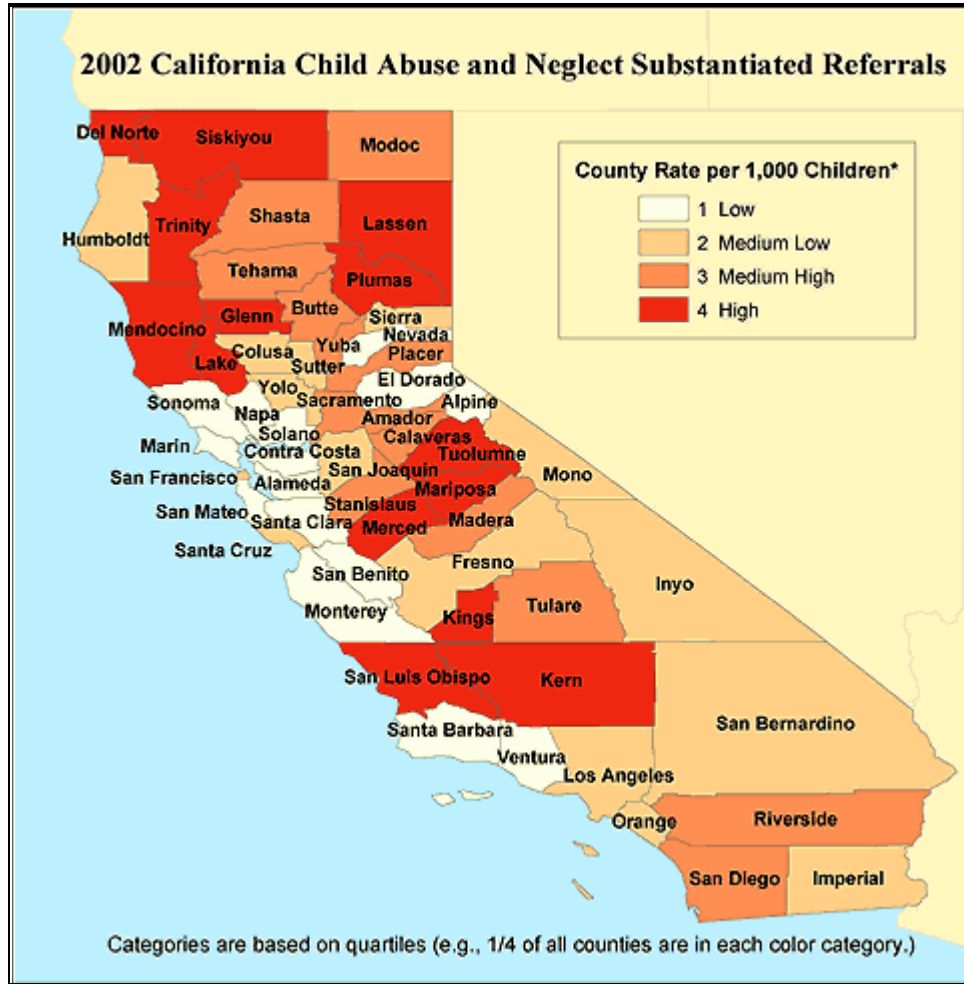 2002 California Child Abuse and Neglect Substantiated Referrals
County Rate per 1,000 Children*
1 Low
2 Medium Low
3 Medium High
4 High
Del Norte
Siskiyou
Modoc
Humboldt
Trinity
Shasta
Lassen
Tehama
Plumas
Mendocino
Glenn
Butte
Sierra
Lake
Colusa
Yuba
Nevada
Sutter
Placer
Yolo
El Dorado
Sonoma
Napa
Sacramento
Alpine
Solano
Amador
Marin
Contra Costa
Calaveras
Tuolumne
San Francisco
Alameda
San Joaquin
Mono
San Mateo
Santa Clara
Stanislaus
Mariposa
Merced
Madera
Santa Cruz
San Benito
Fresno
Inyo
Monterey
Kings
Tulare
San Luis Obispo
Kern
Santa Barbara
San Bernardino
Ventura
Los Angeles
Orange
Riverside
San Diego
Imperial
Categories are based on quartiles (e.g., 1/4 of all counties are in each color category.)